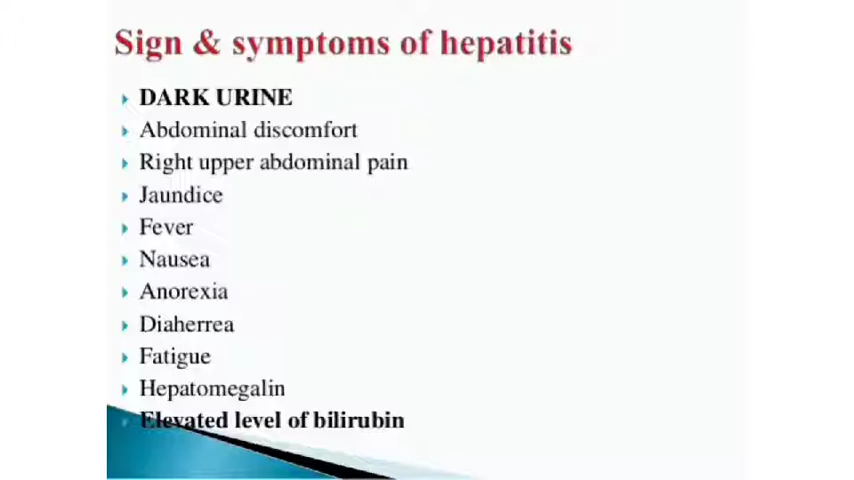 Sign & symptoms of hepatitis
DARK URINE
Abdominal discomfort
Right upper abdominal pain
Jaundice
Fever
Nausea
Anorexia
Diaherrea
Fatigue
Hepatomegalin
Elevated level of bilirubin